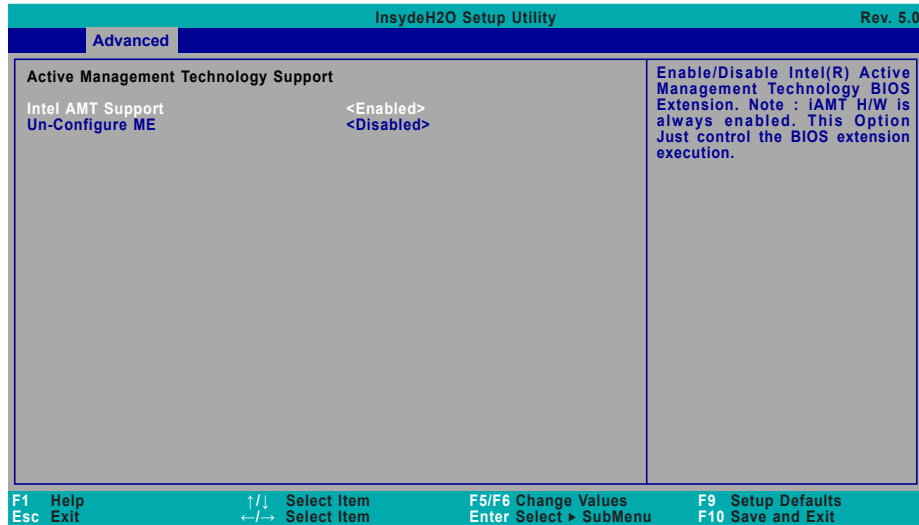 InsydeH2O Setup Utility Rev. 5.0
Advanced
Active Management Technology Support
Intel AMT Support <Enabled>
Un-Configure ME <Disabled>
Enable/Disable Intel(R) Active
Management Technology BIOS
Extension. Note : iAMT H/W is
always enabled. This Option
Just control the BIOS extension
execution.
F1 Help ↑/↓ Select Item F5/F6 Change Values F9 Setup Defaults
Esc Exit ←/→ Select Item Enter Select ▶ SubMenu F10 Save and Exit